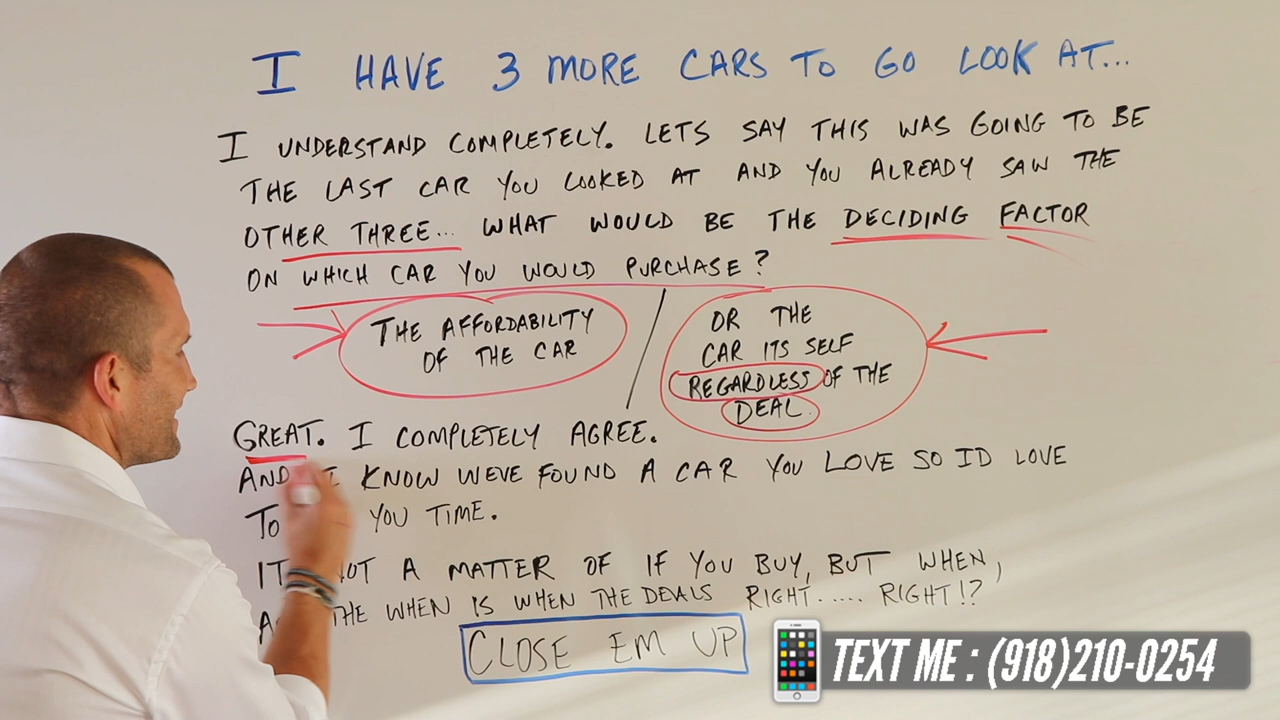 I HAVE 3 MORE CARS TO GO LOOK AT...
I UNDERSTAND COMPLETELY. LETS SAY THIS WAS GOING TO BE
THE LAST CAR YOU LOOKED AT AND YOU ALREADY SAW THE
OTHER THREE... WHAT WOULD BE THE DECIDING FACTOR
ON WHICH CAR YOU WOULD PURCHASE?
THE AFFORDABILITY
OF THE CAR
OR THE
CAR ITS SELF
REGARDLESS OF THE
DEAL.
GREAT. I COMPLETELY AGREE.
AND I KNOW WEVE FOUND A CAR YOU LOVE SO ID LOVE
TO YOU TIME.
IT NOT A MATTER OF IF YOU BUY, BUT WHEN,
THE WHEN IS WHEN THE DEALS RIGHT..... RIGHT!?
CLOSE EM UP
TEXT ME : (918)210-0254